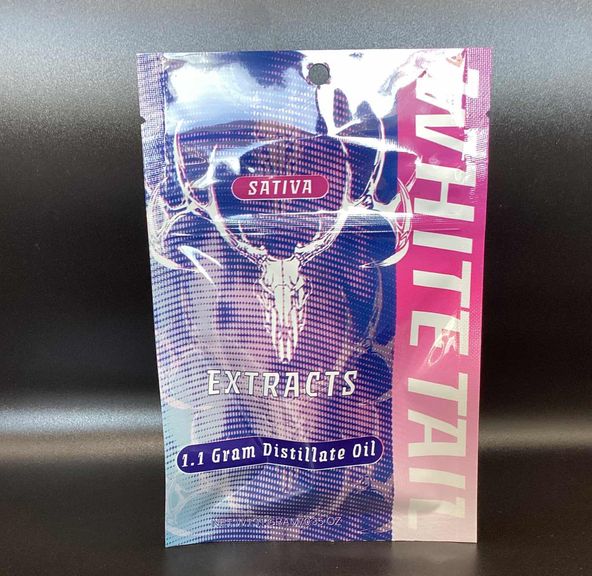 SATIVA
EXTRACTS
1.1 Gram Distillate Oil
WHITE TAIL